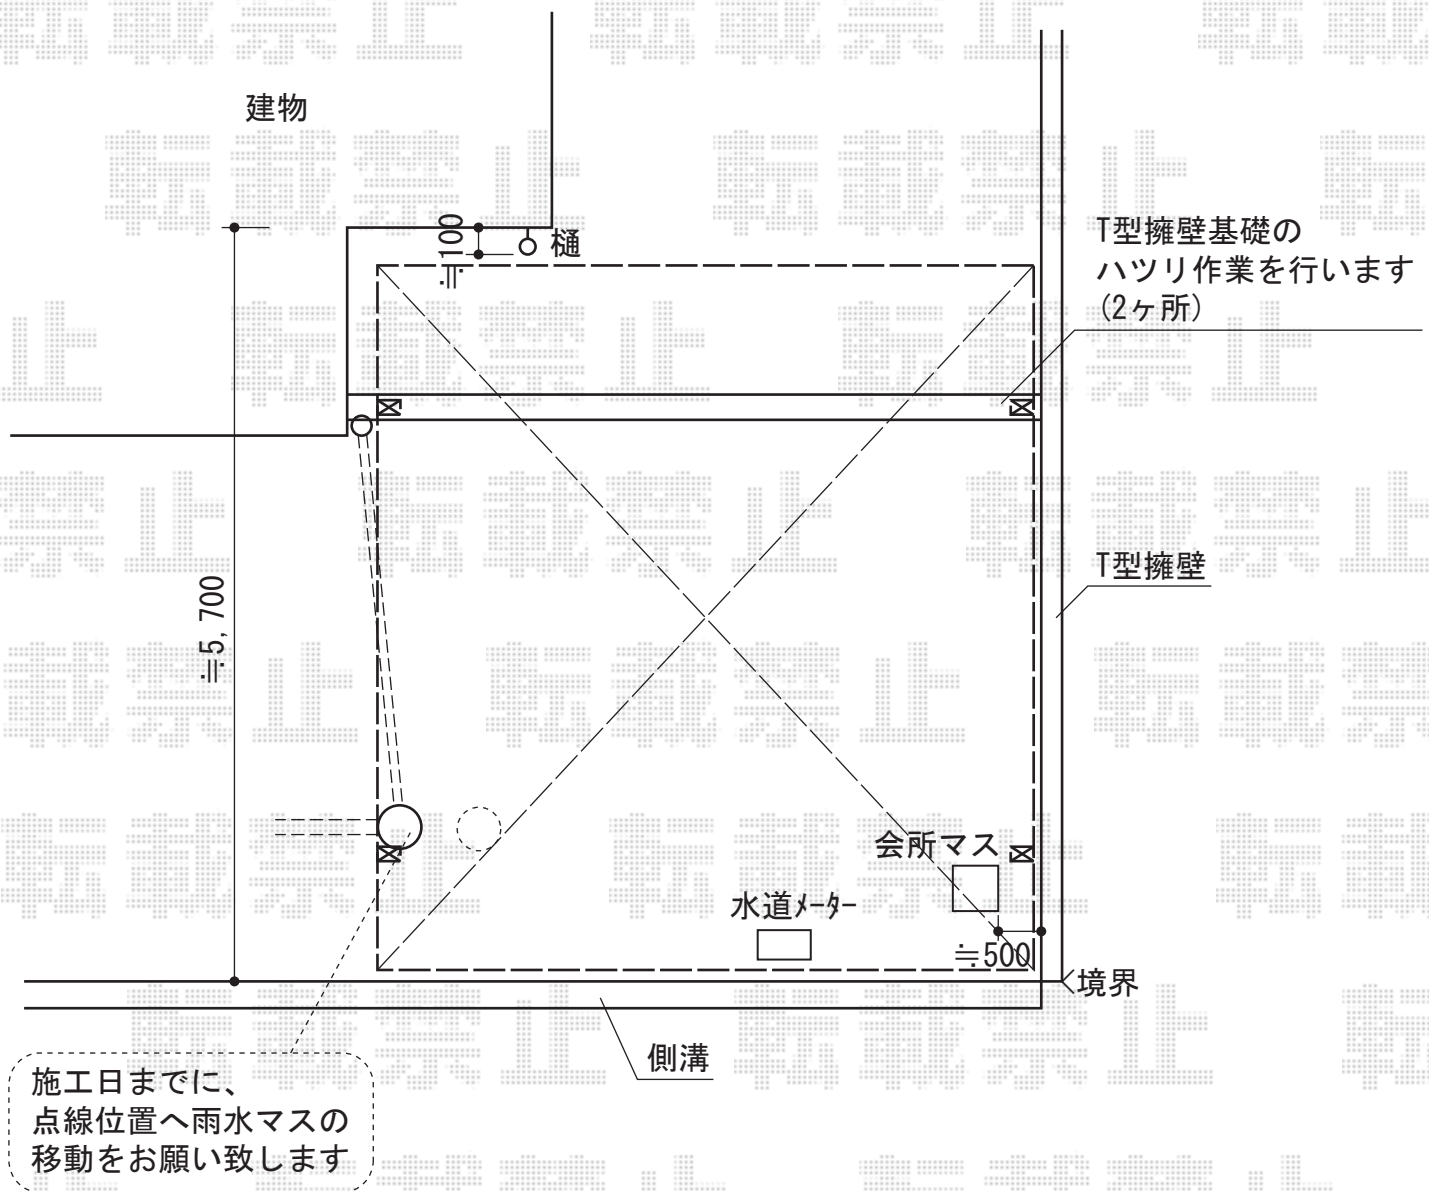 建物
≒100
樋
T型擁壁基礎の
ハツリ作業を行います
(2ヶ所)
T型擁壁
≒5,700
会所マス
水道メーター
≒500
境界
側溝
施工日までに、
点線位置へ雨水マスの
移動をお願い致します
転載禁止